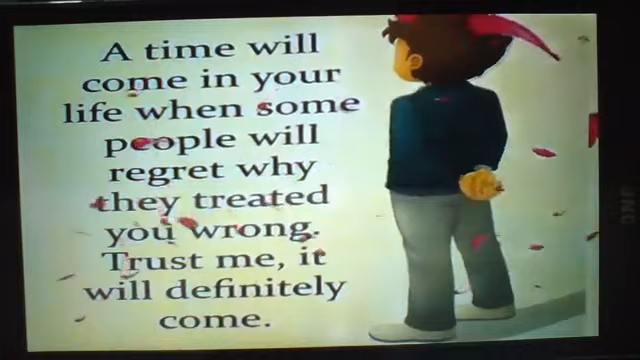 A time will
come in your
life when some
people will
regret why
they treated
you wrong.
Trust me, it
will definitely
come.